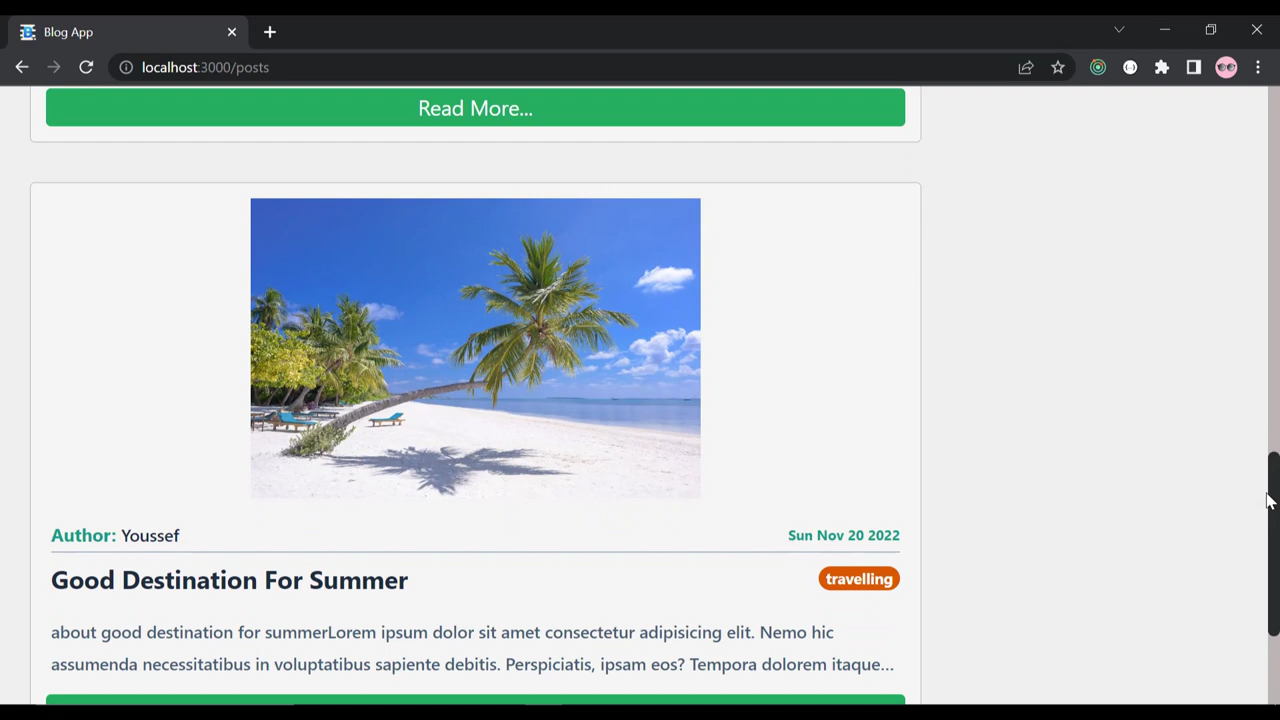 Blog App
localhost:3000/posts
Read More...
Author: Youssef
Sun Nov 20 2022
Good Destination For Summer
travelling
about good destination for summerLorem ipsum dolor sit amet consectetur adipisicing elit. Nemo hic
assumenda necessitatibus in voluptatibus sapiente debitis. Perspiciatis, ipsam eos? Tempora dolorem itaque...